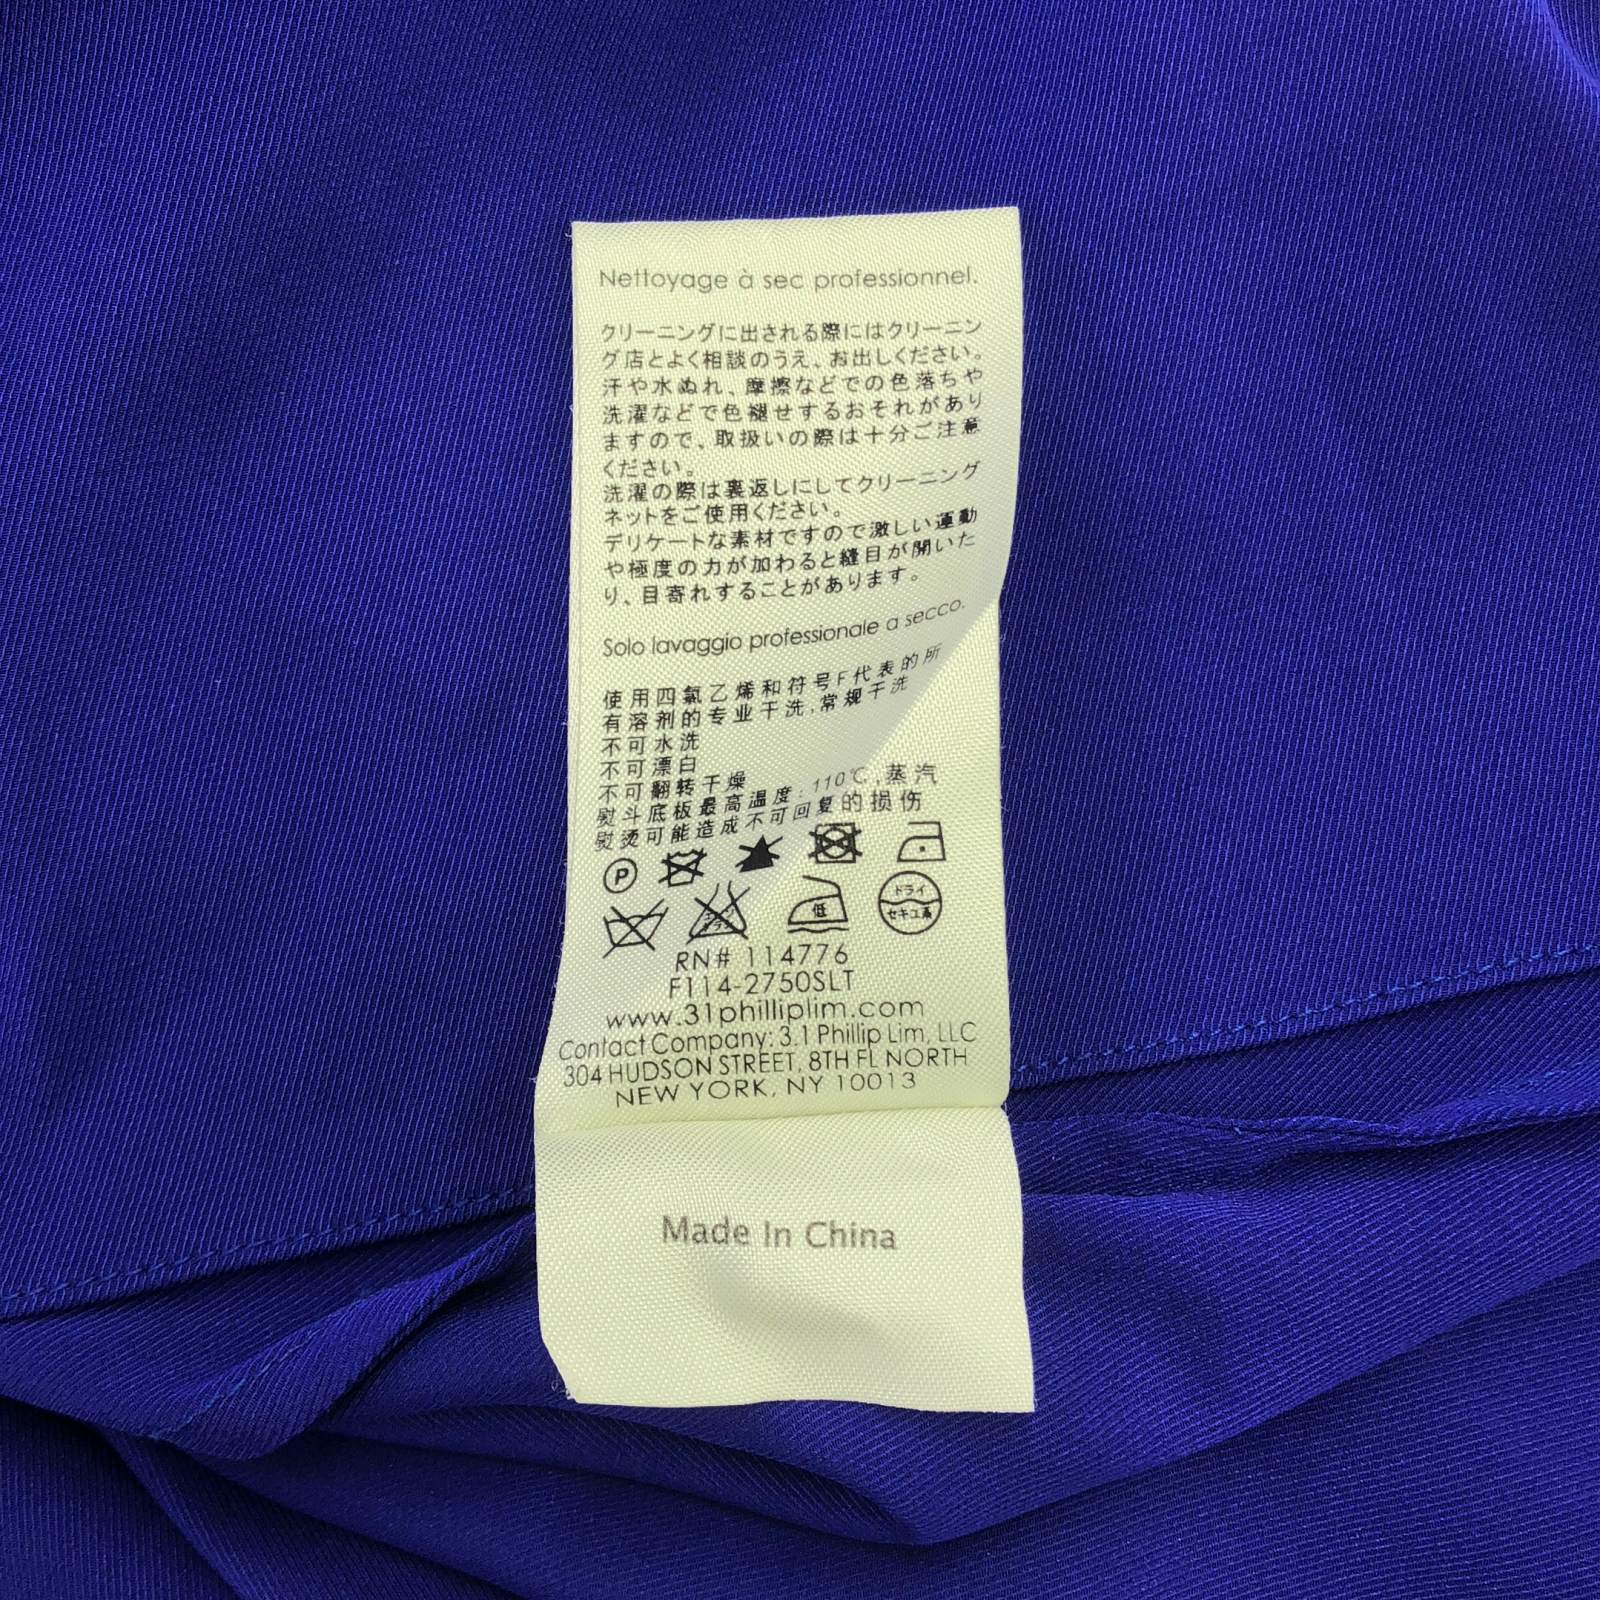 Nettoyage à sec professionnel.
クリーニングに出される際にはクリーニン
グ店とよく相談のうえ、お出しください。
汗や水ぬれ、摩擦などでの色落ちや
洗濯などで色褪せするおそれがあり
ますので、取扱いの際は十分ご注意
ください。
洗濯の際は裏返しにしてクリーニング
ネットをご使用ください。
デリケートな素材ですので激しい運動
や極度の力が加わると縫目が開いた
り、目寄れすることがあります。
Solo lavaggio professionale a secco.
使用四氯乙烯和符号F代表的所
有溶剂的专业干洗,常规干洗
不可水洗
不可漂白
不可翻转干燥
熨斗底板最高温度:110℃,蒸汽
熨烫可能造成不可回复的损伤
P
低 ドライ
セキユ系
RN# 114776
F114-2750SLT
www.31philliplim.com
Contact Company: 3.1 Phillip Lim, LLC
304 HUDSON STREET, 8TH FL NORTH
NEW YORK, NY 10013
Made In China